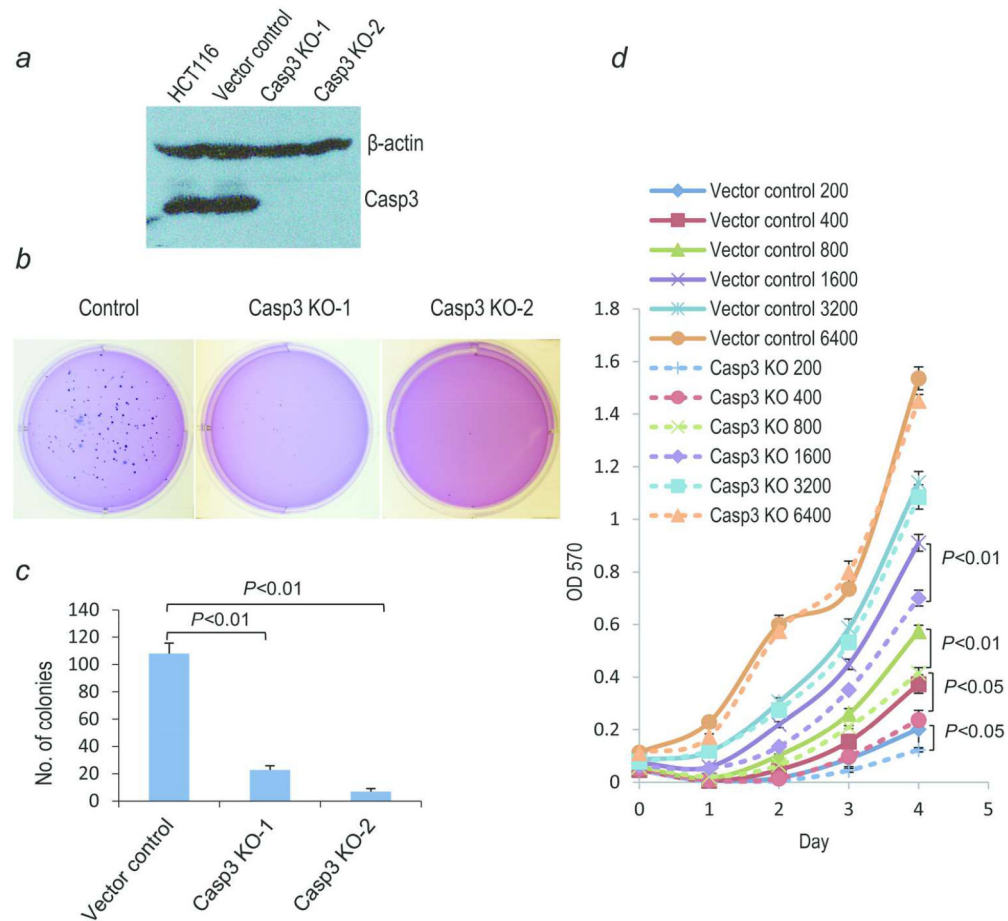 a
HCT116
Vector control
Casp3 KO-1
Casp3 KO-2
β-actin
Casp3
b
Control
Casp3 KO-1
Casp3 KO-2
c
P<0.01
P<0.01
No. of colonies
140
120
100
80
60
40
20
0
Vector control
Casp3 KO-1
Casp3 KO-2
d
Vector control 200
Vector control 400
Vector control 800
Vector control 1600
Vector control 3200
Vector control 6400
Casp3 KO 200
Casp3 KO 400
Casp3 KO 800
Casp3 KO 1600
Casp3 KO 3200
Casp3 KO 6400
OD 570
1.8
1.6
1.4
1.2
1
0.8
0.6
0.4
0.2
0
P<0.01
P<0.01
P<0.05
P<0.05
0 1 2 3 4 5
Day